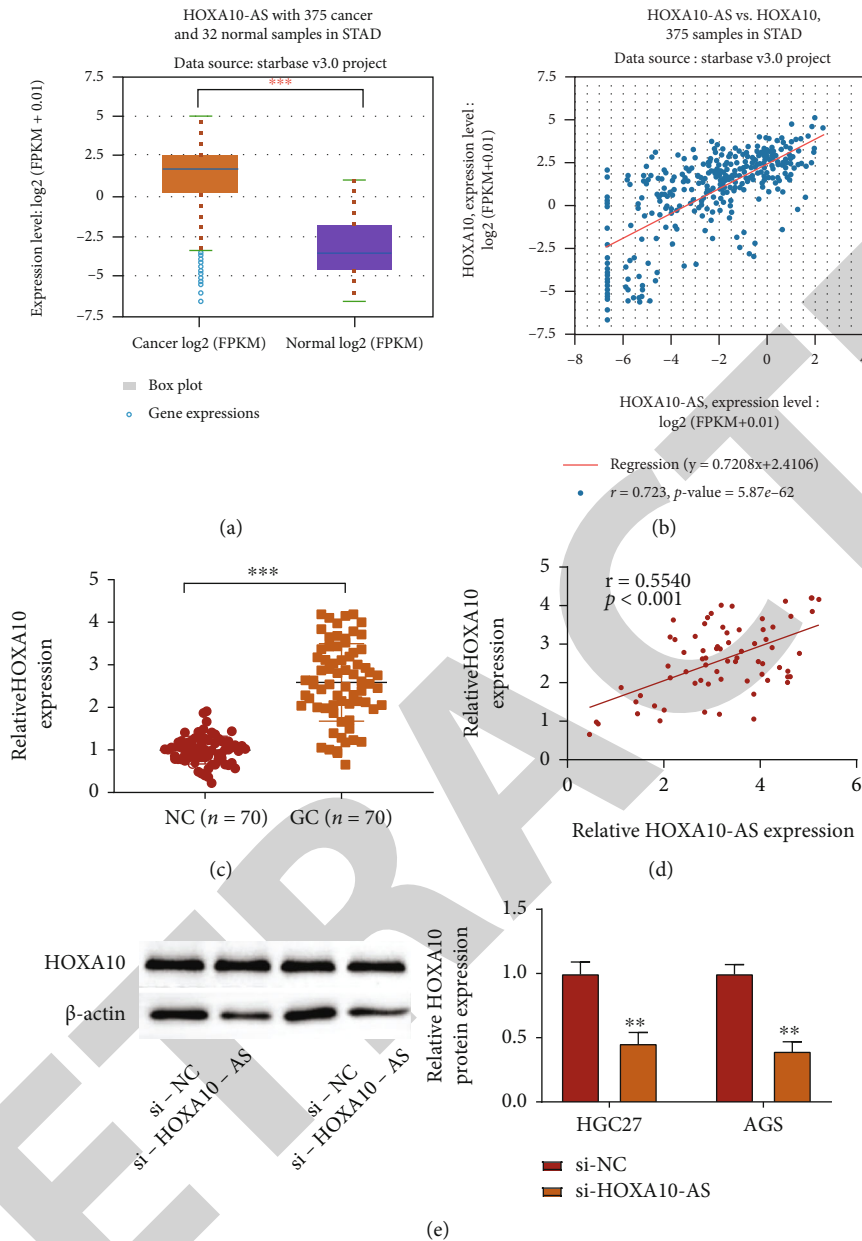 HOXA10-AS with 375 cancer
and 32 normal samples in STAD
Data source: starbase v3.0 project
***
Expression level: log2 (FPKM + 0.01)
7.5
5
2.5
0
−2.5
−5
−7.5
Cancer log2 (FPKM)
Normal log2 (FPKM)
Box plot
Gene expressions
(a)
HOXA10-AS vs. HOXA10,
375 samples in STAD
Data source : starbase v3.0 project
HOXA10, expression level :
log2 (FPKM+0.01)
7.5
5
2.5
0
−2.5
−5
−7.5
−8 −6 −4 −2 0 2 4
HOXA10-AS, expression level :
log2 (FPKM+0.01)
Regression (y = 0.7208x+2.4106)
r = 0.723, p-value = 5.87e−62
(b)
RelativeHOXA10
expression
5
4
3
2
1
0
***
NC (n = 70)
GC (n = 70)
(c)
RelativeHOXA10
expression
5
4
3
2
1
0
r = 0.5540
p < 0.001
0 2 4 6
Relative HOXA10-AS expression
(d)
HOXA10
β-actin
si – NC
si – HOXA10 – AS
si – NC
si – HOXA10 – AS
Relative HOXA10
protein expression
1.5
1.0
0.5
0.0
**
**
HGC27
AGS
si-NC
si-HOXA10-AS
(e)
ETRACT